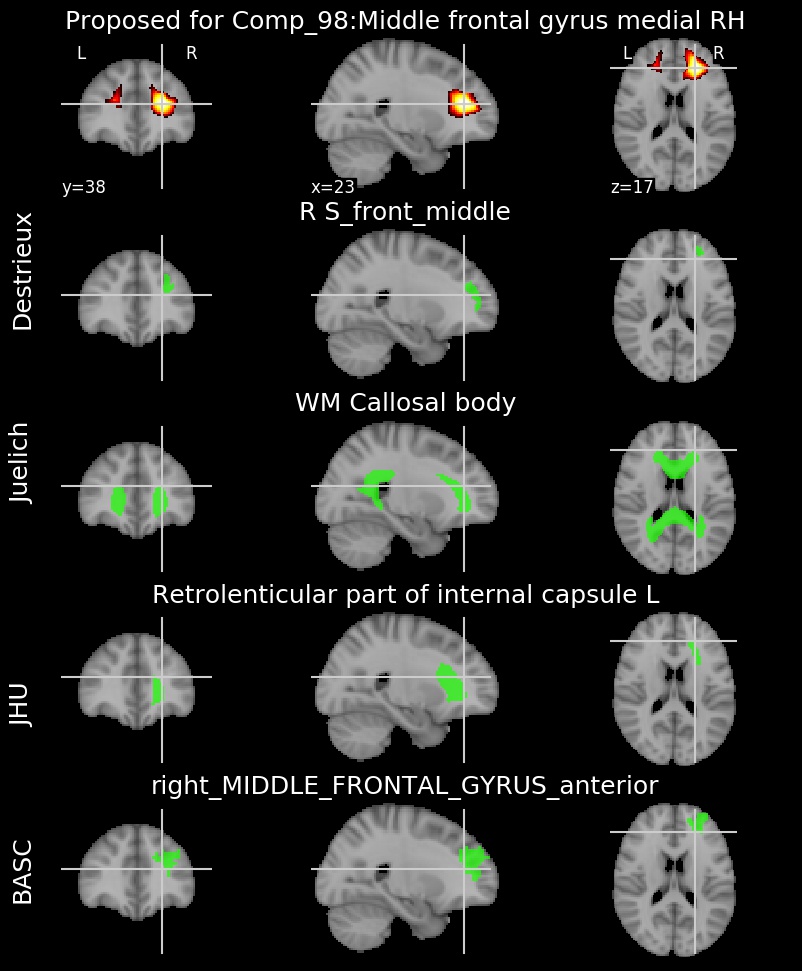 Proposed for Comp_98:Middle frontal gyrus medial RH
L R L R
y=38 x=23 z=17
R S_front_middle
Destrieux
WM Callosal body
Juelich
Retrolenticular part of internal capsule L
JHU
right_MIDDLE_FRONTAL_GYRUS_anterior
BASC